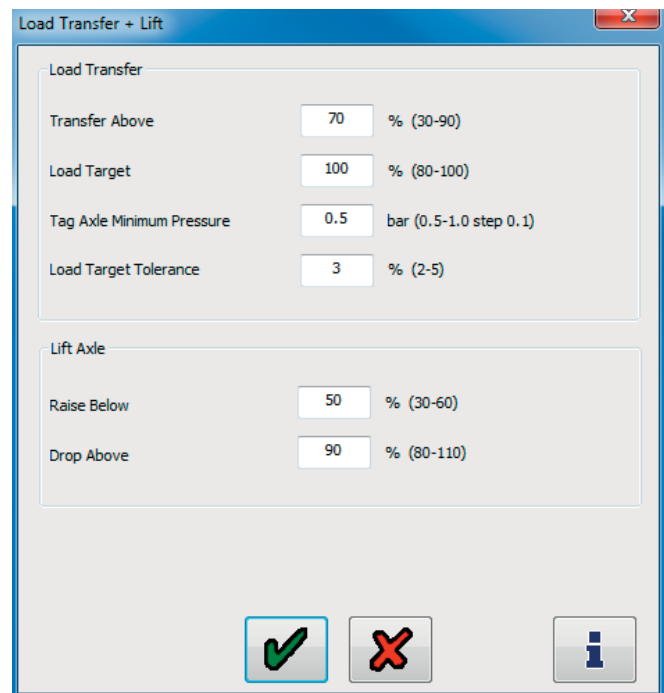 Load Transfer + Lift
Load Transfer
Transfer Above 70 % (30-90)
Load Target 100 % (80-100)
Tag Axle Minimum Pressure 0.5 bar (0.5-1.0 step 0.1)
Load Target Tolerance 3 % (2-5)
Lift Axle
Raise Below 50 % (30-60)
Drop Above 90 % (80-110)